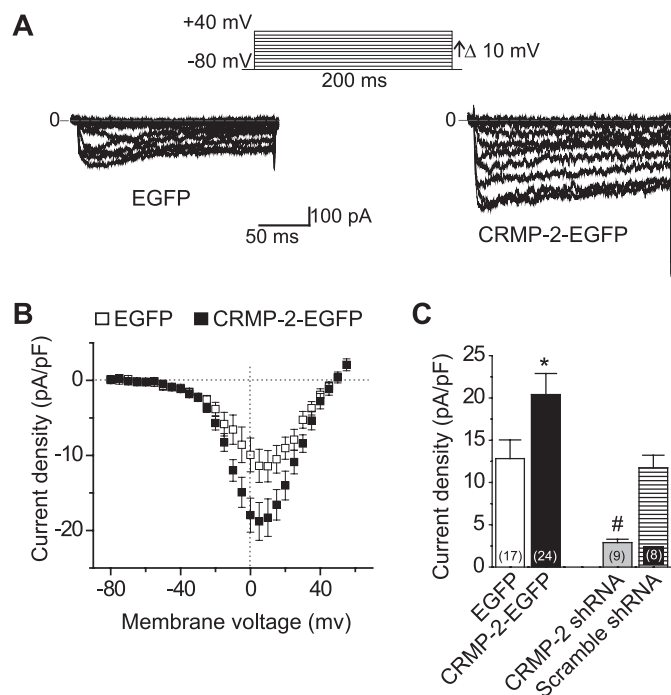 A
+40 mV
-80 mV
Δ 10 mV
200 ms
0
0
EGFP
CRMP-2-EGFP
100 pA
50 ms
B
EGFP
CRMP-2-EGFP
Current density (pA/pF)
0
-10
-20
-80
-40
0
40
Membrane voltage (mv)
C
Current density (pA/pF)
25
20
15
10
5
0
*
#
(17)
(24)
(9)
(8)
EGFP
CRMP-2-EGFP
CRMP-2 shRNA
Scramble shRNA